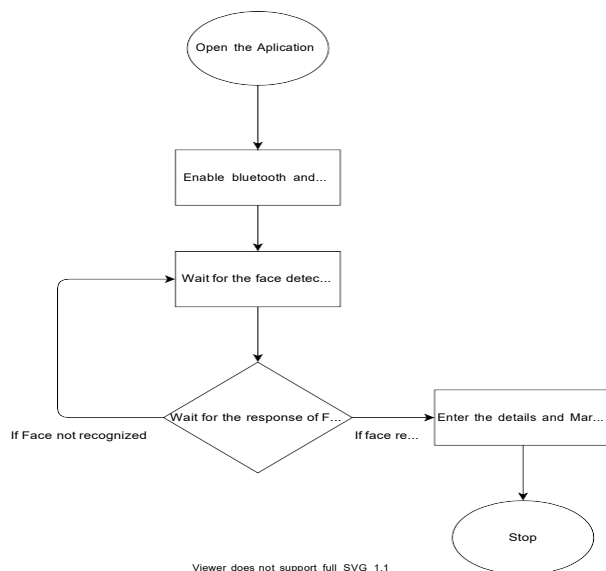 Open the Aplication
Enable bluetooth and...
Wait for the face detec...
Wait for the response of F...
If Face not recognized
If face re...
Enter the details and Mar...
Stop
Viewer does not support full SVG 1.1